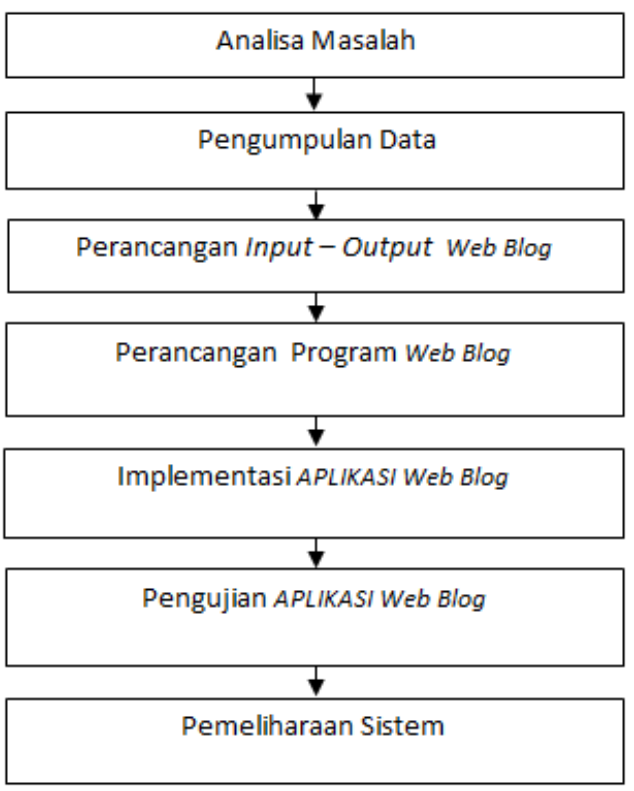 Analisa Masalah
Pengumpulan Data
Perancangan Input – Output Web Blog
Perancangan Program Web Blog
Implementasi APLIKASI Web Blog
Pengujian APLIKASI Web Blog
Pemeliharaan Sistem